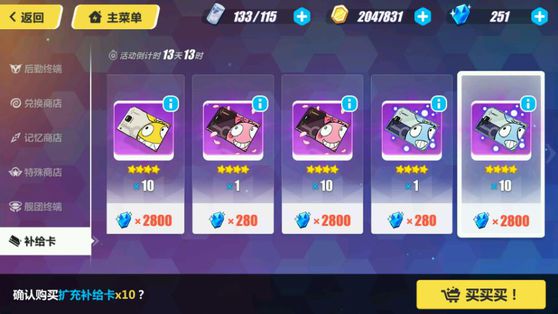 返回
主菜单
133/115
2047831
251
活动倒计时13天13时
后勤终端
兑换商店
记忆商店
特殊商店
舰团终端
补给卡
×10
×2800
×1
×280
×10
×2800
×1
×280
×10
×2800
确认购买扩充补给卡x10？
买买买！